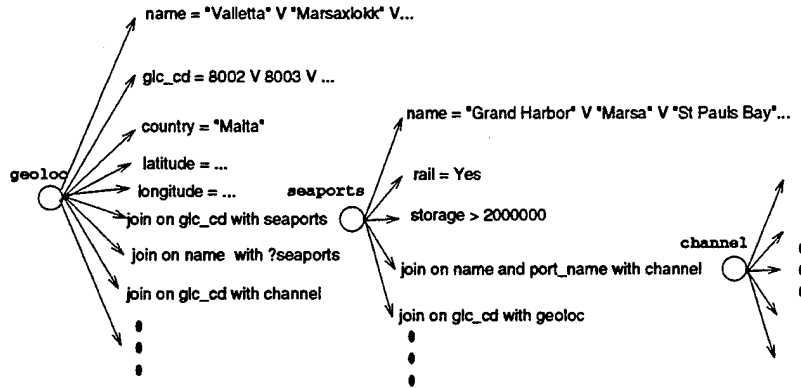 name = "Valletta" V "Marsaxlokk" V...
glc_cd = 8002 V 8003 V ...
country = "Malta"
latitude = ...
longitude = ...
geoloc
join on glc_cd with seaports
join on name with ?seaports
join on glc_cd with channel
name = "Grand Harbor" V "Marsa" V "St Pauls Bay"...
rail = Yes
seaports
storage > 2000000
join on name and port_name with channel
join on glc_cd with geoloc
channel